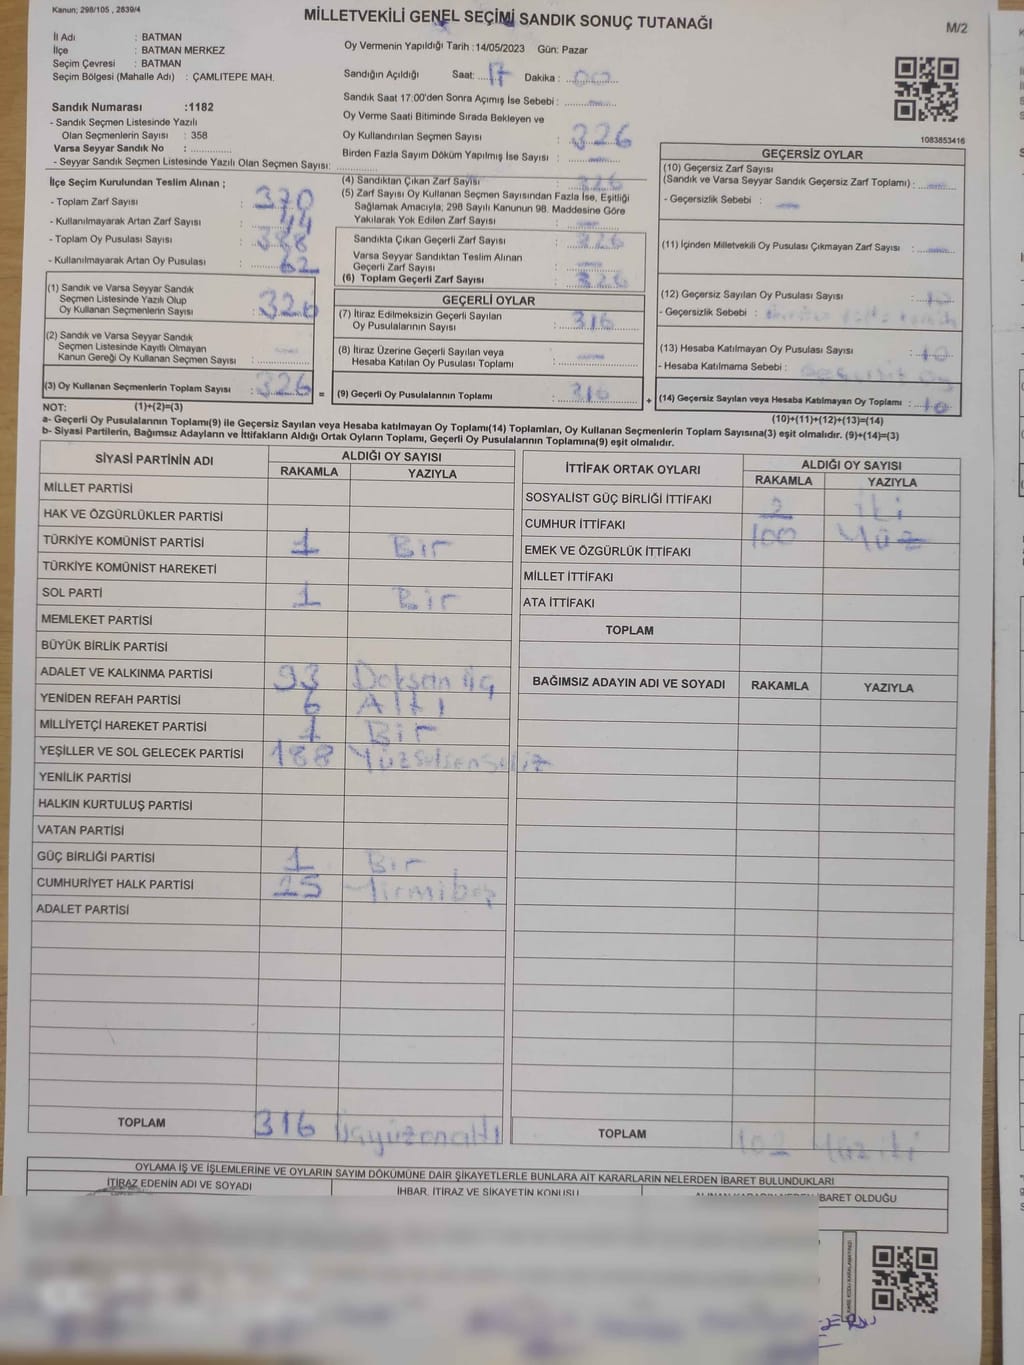 Kanun; 298/105 , 2839/4
MİLLETVEKİLİ GENEL SEÇİMİ SANDIK SONUÇ TUTANAĞI
M/2
İl Adı : BATMAN
İlçe : BATMAN MERKEZ
Seçim Çevresi : BATMAN
Seçim Bölgesi (Mahalle Adı) : ÇAMLITEPE MAH.
Sandık Numarası :1182
- Sandık Seçmen Listesinde Yazılı
Olan Seçmenlerin Sayısı : 358
Varsa Seyyar Sandık No : ..............
- Seyyar Sandık Seçmen Listesinde Yazılı Olan Seçmen Sayısı: ..............
Oy Vermenin Yapıldığı Tarih :14/05/2023 Gün: Pazar
Sandığın Açıldığı Saat: 17 Dakika : 00
Sandık Saat 17:00'den Sonra Açımış İse Sebebi : —
Oy Verme Saati Bitiminde Sırada Bekleyen ve
Oy Kullandırılan Seçmen Sayısı : 326
Birden Fazla Sayım Döküm Yapılmış İse Sayısı : —
1083853416
İlçe Seçim Kurulundan Teslim Alınan ;
- Toplam Zarf Sayısı : 370
- Kullanılmayarak Artan Zarf Sayısı : 44
- Toplam Oy Pusulası Sayısı : 388
- Kullanılmayarak Artan Oy Pusulası : 62
(1) Sandık ve Varsa Seyyar Sandık
Seçmen Listesinde Yazılı Olup
Oy Kullanan Seçmenlerin Sayısı : 326
(2) Sandık ve Varsa Seyyar Sandık
Seçmen Listesinde Kayıtlı Olmayan
Kanun Gereği Oy Kullanan Seçmen Sayısı : —
(3) Oy Kullanan Seçmenlerin Toplam Sayısı : 326 =
(4) Sandıktan Çıkan Zarf Sayısı : 326
(5) Zarf Sayısı Oy Kullanan Seçmen Sayısından Fazla İse, Eşitliği
Sağlamak Amacıyla; 298 Sayılı Kanunun 98. Maddesine Göre
Yakılarak Yok Edilen Zarf Sayısı : —
Sandıkta Çıkan Geçerli Zarf Sayısı : 326
Varsa Seyyar Sandıktan Teslim Alınan
Geçerli Zarf Sayısı : —
(6) Toplam Geçerli Zarf Sayısı : 326
GEÇERLİ OYLAR
(7) İtiraz Edilmeksizin Geçerli Sayılan
Oy Pusulalarının Sayısı : 316
(8) İtiraz Üzerine Geçerli Sayılan veya
Hesaba Katılan Oy Pusulası Toplamı : —
(9) Geçerli Oy Pusulalarının Toplamı : 316 +
GEÇERSİZ OYLAR
(10) Geçersiz Zarf Sayısı
(Sandık ve Varsa Seyyar Sandık Geçersiz Zarf Toplamı) : —
- Geçersizlik Sebebi : —
(11) İçinden Milletvekili Oy Pusulası Çıkmayan Zarf Sayısı : —
(12) Geçersiz Sayılan Oy Pusulası Sayısı : 10
- Geçersizlik Sebebi :
(13) Hesaba Katılmayan Oy Pusulası Sayısı : 10
- Hesaba Katılmama Sebebi : Geçersiz Oy
(14) Geçersiz Sayılan veya Hesaba Katılmayan Oy Toplamı : 10
NOT: (1)+(2)=(3)
(10)+(11)+(12)+(13)=(14)
a- Geçerli Oy Pusulalarının Toplamı(9) ile Geçersiz Sayılan veya Hesaba katılmayan Oy Toplamı(14) Toplamları, Oy Kullanan Seçmenlerin Toplam Sayısına(3) eşit olmalıdır. (9)+(14)=(3)
b- Siyasi Partilerin, Bağımsız Adayların ve İttifakların Aldığı Ortak Oyların Toplamı, Geçerli Oy Pusulalarının Toplamına(9) eşit olmalıdır.
SİYASİ PARTİNİN ADI ALDIĞI OY SAYISI
RAKAMLA YAZIYLA
MİLLET PARTİSİ
HAK VE ÖZGÜRLÜKLER PARTİSİ
TÜRKİYE KOMÜNİST PARTİSİ 1 Bir
TÜRKİYE KOMÜNİST HAREKETİ
SOL PARTİ 1 Bir
MEMLEKET PARTİSİ
BÜYÜK BİRLİK PARTİSİ
ADALET VE KALKINMA PARTİSİ 93 Doksan üç
YENİDEN REFAH PARTİSİ 6 Altı
MİLLİYETÇİ HAREKET PARTİSİ 1 Bir
YEŞİLLER VE SOL GELECEK PARTİSİ 188 Yüzseksensekiz
YENİLİK PARTİSİ
HALKIN KURTULUŞ PARTİSİ
VATAN PARTİSİ
GÜÇ BİRLİĞİ PARTİSİ 1 Bir
CUMHURİYET HALK PARTİSİ 25 Yirmibeş
ADALET PARTİSİ
TOPLAM 316 Üçyüzonaltı
İTTİFAK ORTAK OYLARI ALDIĞI OY SAYISI
RAKAMLA YAZIYLA
SOSYALİST GÜÇ BİRLİĞİ İTTİFAKI 2 İki
CUMHUR İTTİFAKI 100 Yüz
EMEK VE ÖZGÜRLÜK İTTİFAKI
MİLLET İTTİFAKI
ATA İTTİFAKI
TOPLAM
BAĞIMSIZ ADAYIN ADI VE SOYADI RAKAMLA YAZIYLA
TOPLAM 102 Yüz iki
OYLAMA İŞ VE İŞLEMLERİNE VE OYLARIN SAYIM DÖKÜMÜNE DAİR ŞİKAYETLERLE BUNLARA AİT KARARLARIN NELERDEN İBARET BULUNDUKLARI
İTİRAZ EDENİN ADI VE SOYADI
İHBAR, İTİRAZ VE ŞİKAYETİN KONUSU
İBARET OLDUĞU